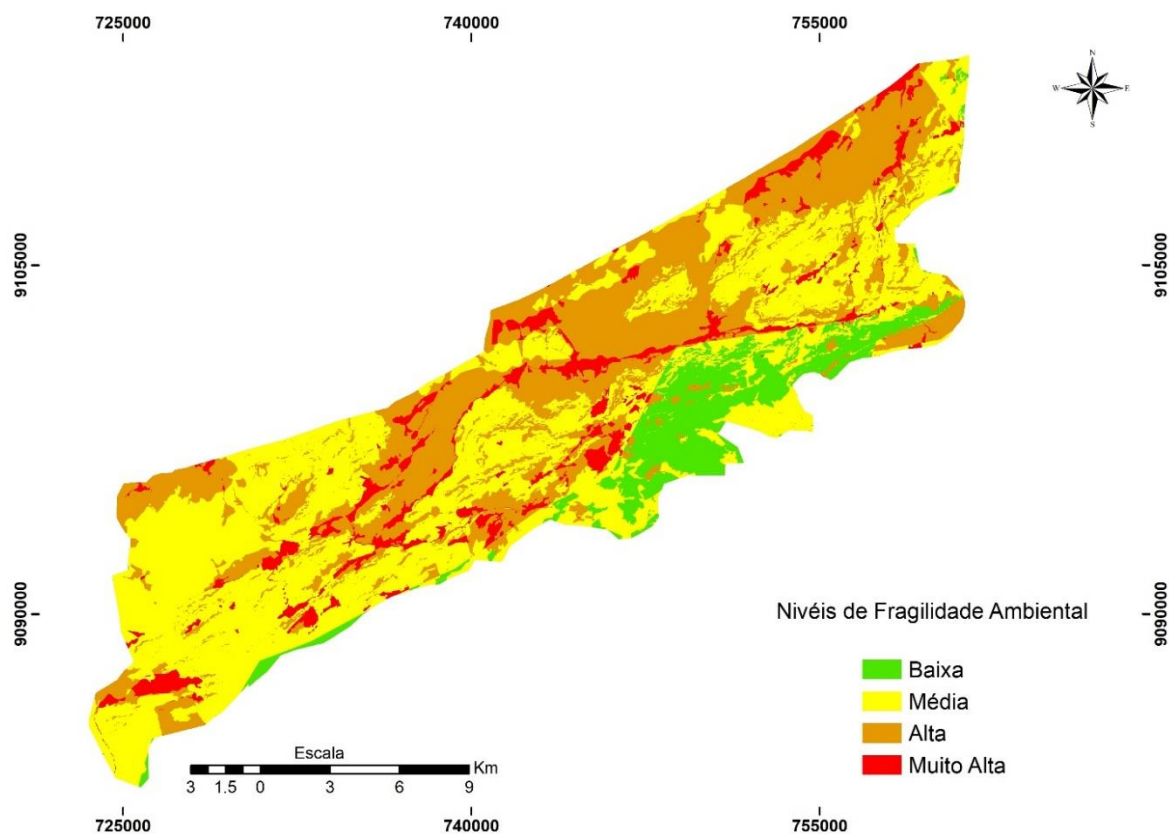 725000 740000 755000
N
W E
S
9105000 9105000
9090000 9090000
Nivéis de Fragilidade Ambiental
Baixa
Média
Alta
Muito Alta
Escala
Km
3 1.5 0 3 6 9
725000 740000 755000